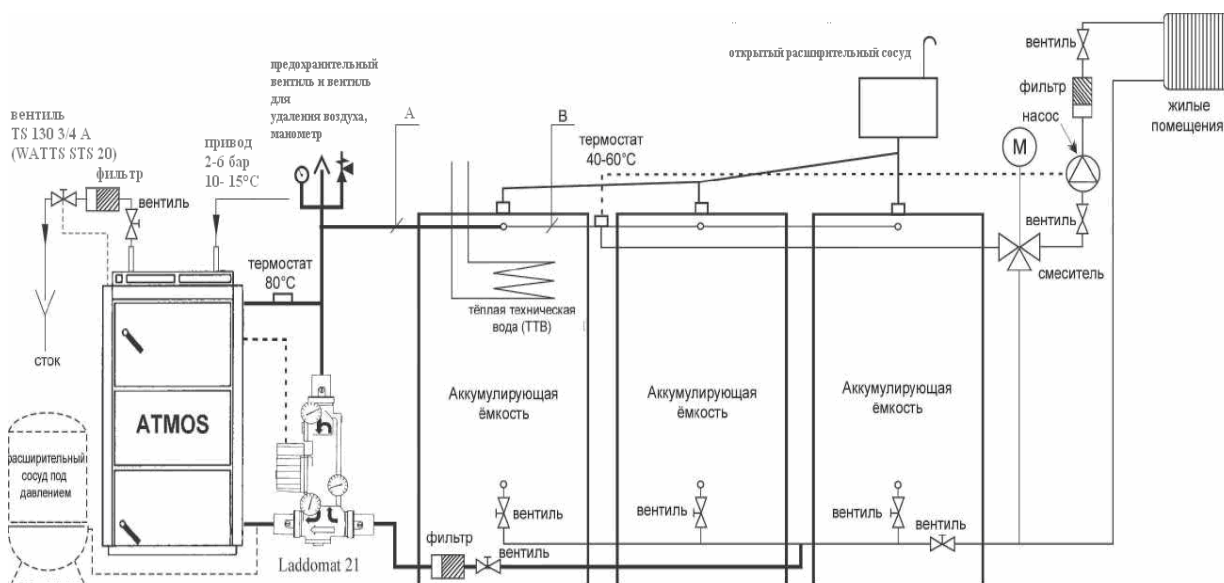 предохранительный
вентиль и вентиль
для
удаления воздуха,
манометр
открытый расширительный сосуд
вентиль
TS 130 3/4 A
(WATTS STS 20)
фильтр
вентиль
привод
2-6 бар
10- 15°C
A
B
термостат
40-60°C
вентиль
фильтр
насос
жилые
помещения
M
вентиль
смеситель
термостат
80°C
тёплая техническая
вода (ТТВ)
сток
ATMOS
Аккумулирующая
ёмкость
Аккумулирующая
ёмкость
Аккумулирующая
ёмкость
расширительный
сосуд под
давлением
вентиль
вентиль
вентиль
вентиль
фильтр
вентиль
Laddomat 21